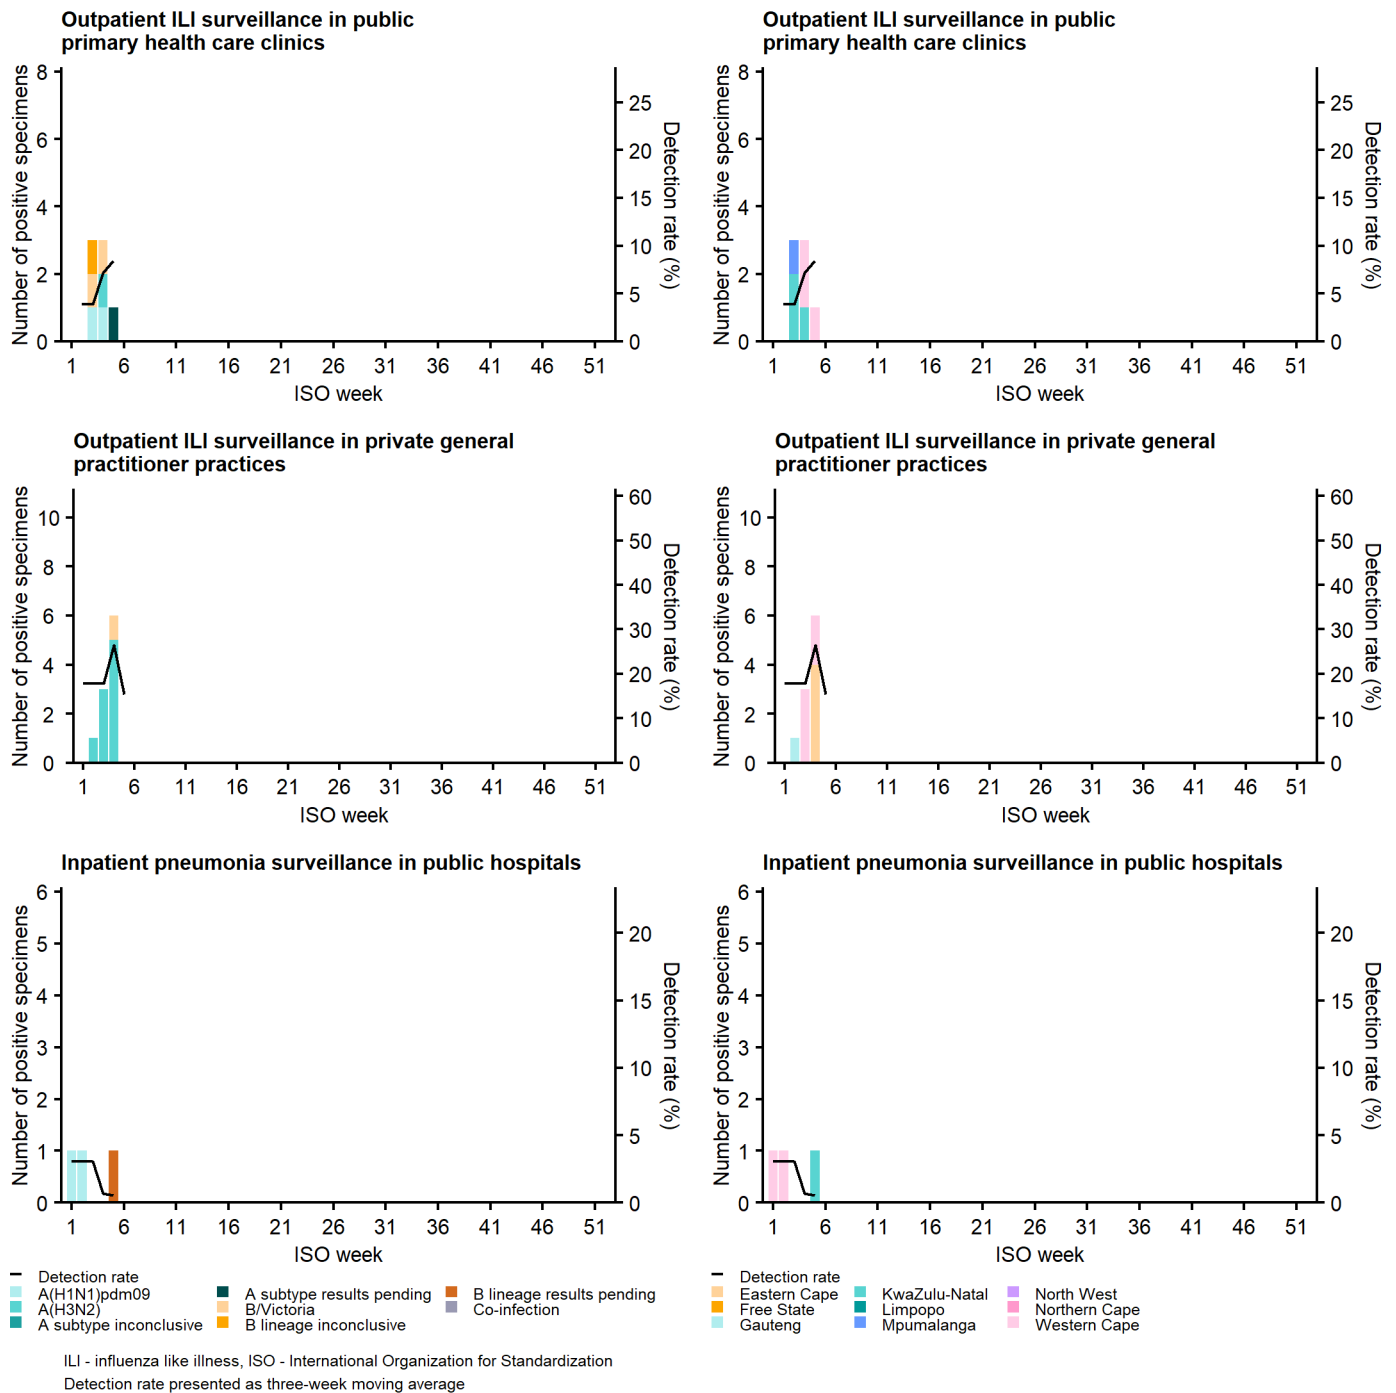 Outpatient ILI surveillance in public
primary health care clinics
Number of positive specimens
8
6
4
2
0
25
20
15
10
5
0
Detection rate (%)
1 6 11 16 21 26 31 36 41 46 51
ISO week
Outpatient ILI surveillance in public
primary health care clinics
Number of positive specimens
8
6
4
2
0
25
20
15
10
5
0
Detection rate (%)
1 6 11 16 21 26 31 36 41 46 51
ISO week
Outpatient ILI surveillance in private general
practitioner practices
Number of positive specimens
10
8
6
4
2
0
60
50
40
30
20
10
0
Detection rate (%)
1 6 11 16 21 26 31 36 41 46 51
ISO week
Outpatient ILI surveillance in private general
practitioner practices
Number of positive specimens
10
8
6
4
2
0
60
50
40
30
20
10
0
Detection rate (%)
1 6 11 16 21 26 31 36 41 46 51
ISO week
Inpatient pneumonia surveillance in public hospitals
Number of positive specimens
6
5
4
3
2
1
0
20
15
10
5
0
Detection rate (%)
1 6 11 16 21 26 31 36 41 46 51
ISO week
Inpatient pneumonia surveillance in public hospitals
Number of positive specimens
6
5
4
3
2
1
0
20
15
10
5
0
Detection rate (%)
1 6 11 16 21 26 31 36 41 46 51
ISO week
Detection rate
A(H1N1)pdm09 A subtype results pending B lineage results pending
A(H3N2) B/Victoria Co-infection
A subtype inconclusive B lineage inconclusive
Detection rate
Eastern Cape KwaZulu-Natal North West
Free State Limpopo Northern Cape
Gauteng Mpumalanga Western Cape
ILI - influenza like illness, ISO - International Organization for Standardization
Detection rate presented as three-week moving average